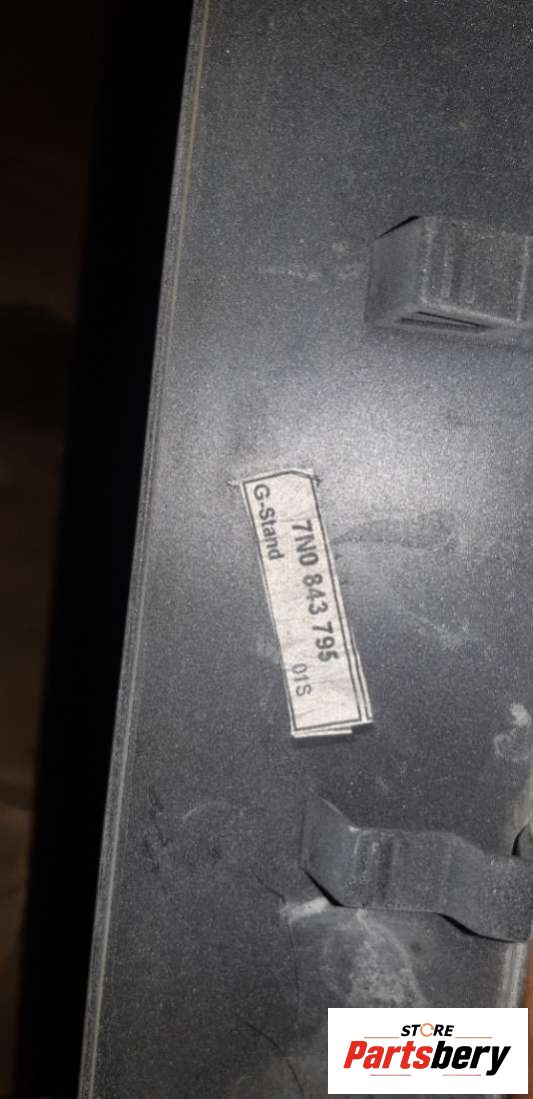 7N0 843 795
G-Stand
01S
STORE
Partsbery